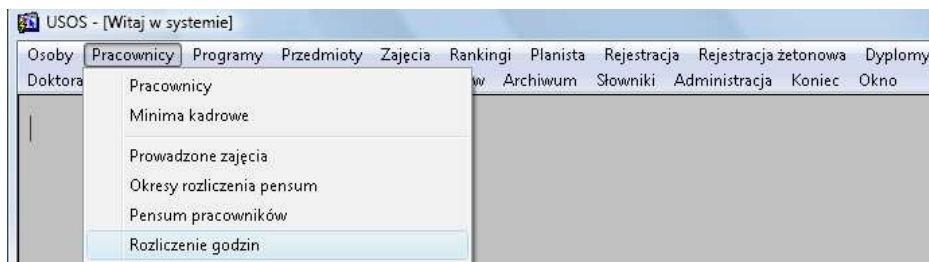 USOS - [Witaj w systemie]
Osoby Pracownicy Programy Przedmioty Zajęcia Rankingi Planista Rejestracja Rejestracja żetonowa Dyplomy
Doktora w Archiwum Słowniki Administracja Koniec Okno
Pracownicy
Minima kadrowe
Prowadzone zajęcia
Okresy rozliczenia pensum
Pensum pracowników
Rozliczenie godzin